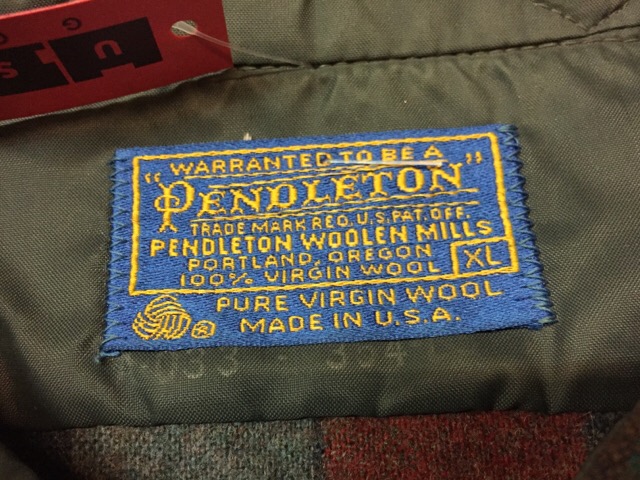 WARRANTED TO BE A
"PENDLETON"
TRADE MARK REG. U.S. PAT. OFF.
PENDLETON WOOLEN MILLS
PORTLAND, OREGON
100% VIRGIN WOOL
XL
PURE VIRGIN WOOL
® MADE IN U.S.A.